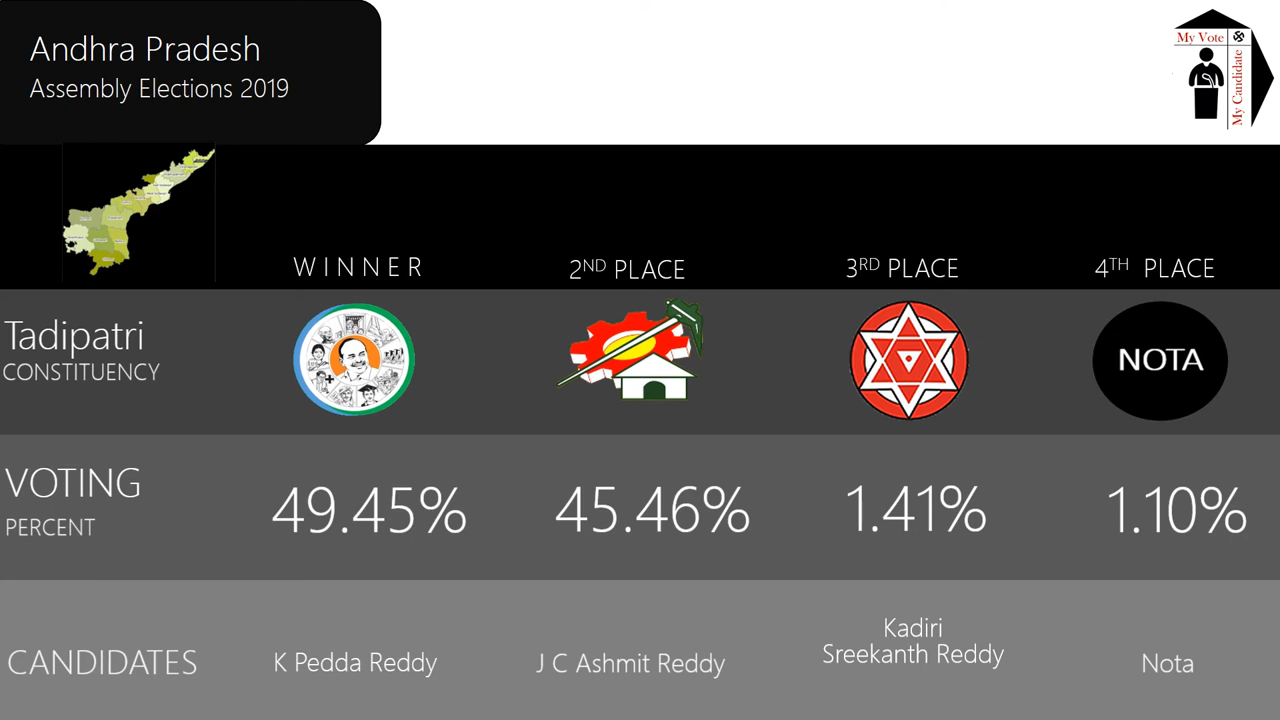 Andhra Pradesh
Assembly Elections 2019
My Vote
My Candidate
WINNER
2ND PLACE
3RD PLACE
4TH PLACE
Tadipatri
CONSTITUENCY
NOTA
VOTING
PERCENT
49.45%
45.46%
1.41%
1.10%
CANDIDATES
K Pedda Reddy
J C Ashmit Reddy
Kadiri
Sreekanth Reddy
Nota